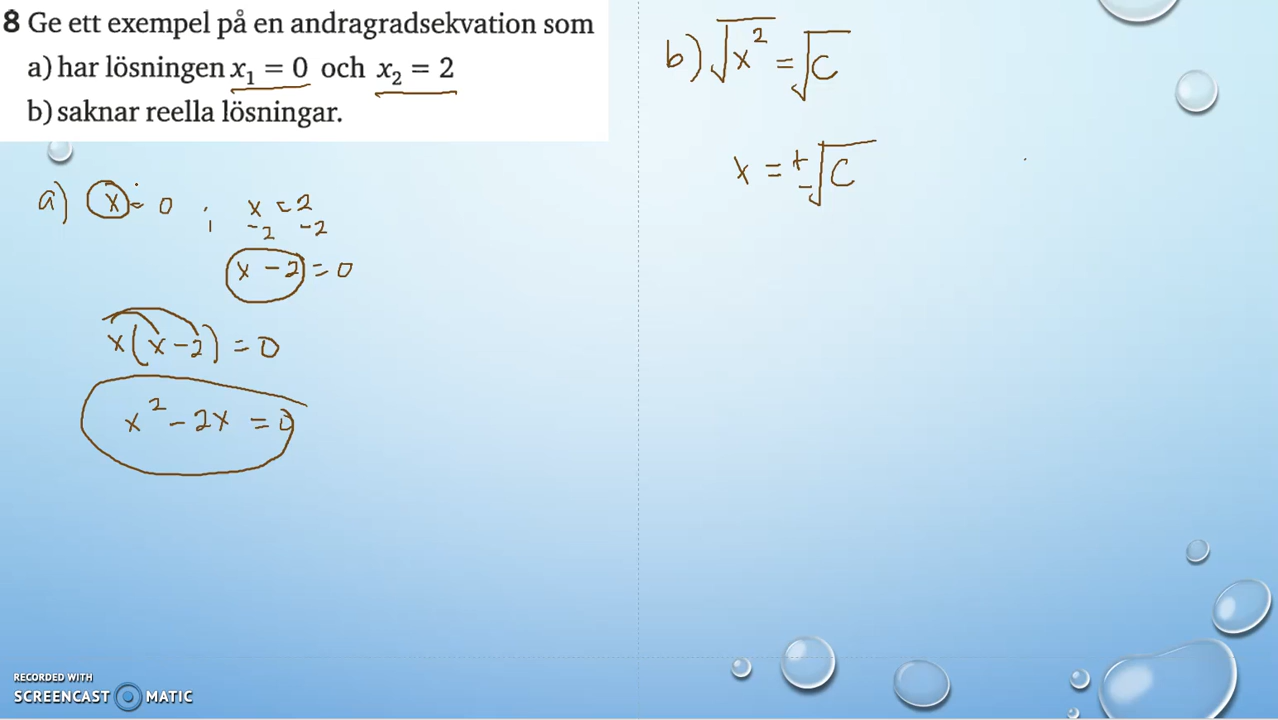 8 Ge ett exempel på en andragradsekvation som
a) har lösningen x₁ = 0 och x₂ = 2
b) saknar reella lösningar.
a) x = 0 ; x = 2
-2 -2
x - 2 = 0
x(x-2) = 0
x² - 2x = 0
b) √x² = √C
x = ±√C
RECORDED WITH
SCREENCAST MATIC